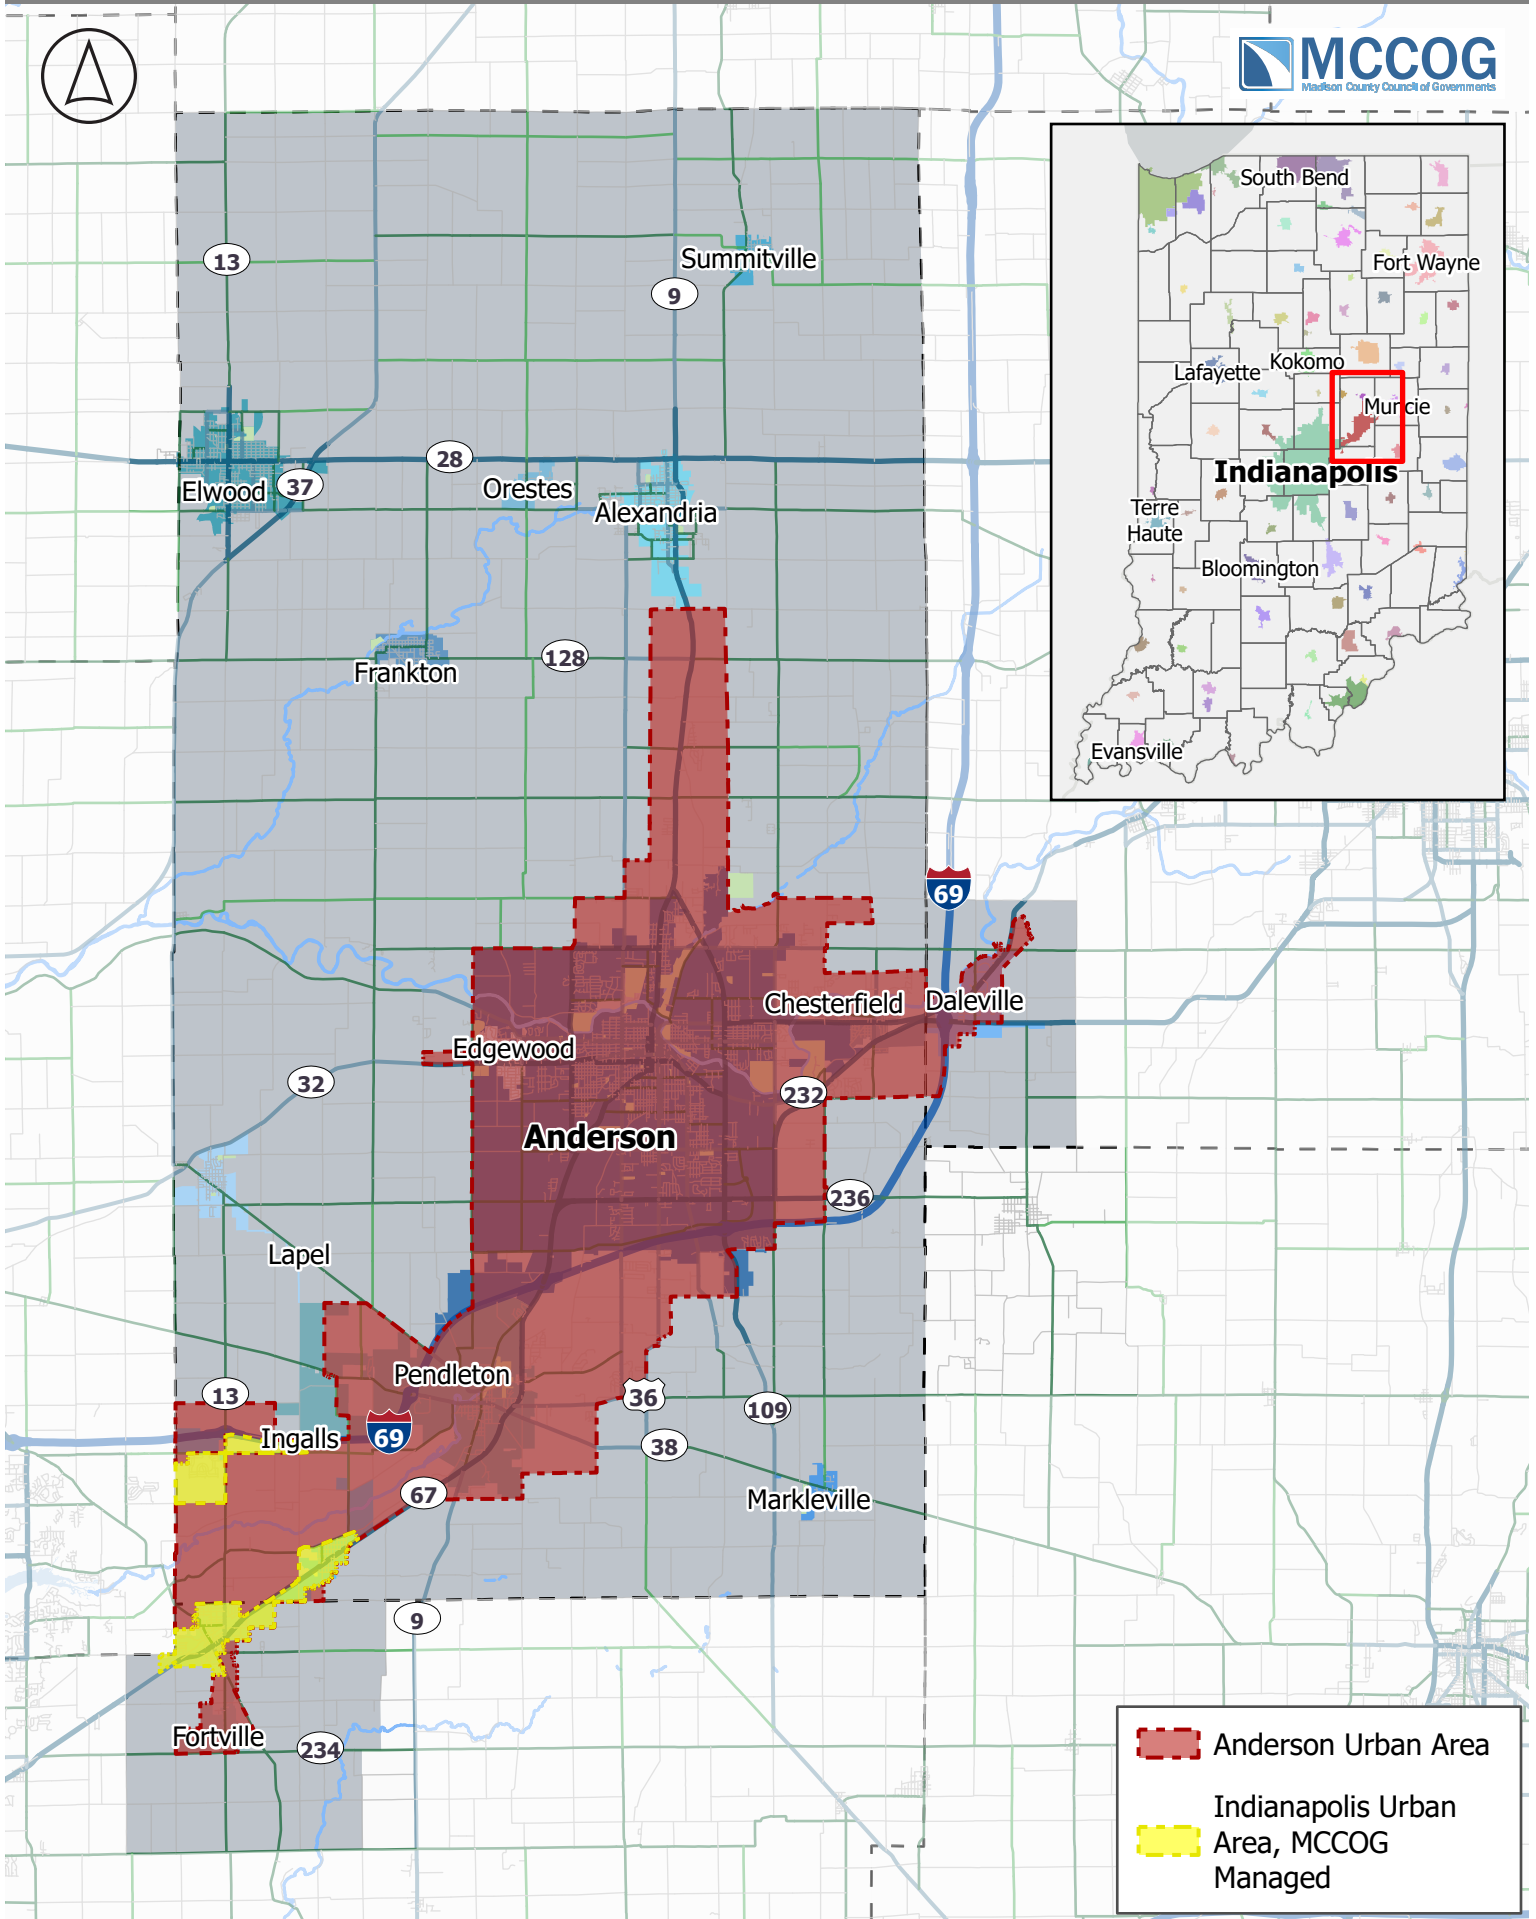 MCCOG
Madison County Council of Governments
South Bend
Fort Wayne
Kokomo
Lafayette
Muncie
Indianapolis
Terre
Haute
Bloomington
Evansville
13
Summitville
9
28
Elwood
37
Orestes
Alexandria
Frankton
128
69
Chesterfield
Daleville
Edgewood
32
232
Anderson
236
Lapel
Pendleton
13
36
109
Ingalls
69
38
67
Markleville
9
Fortville
234
Anderson Urban Area
Indianapolis Urban
Area, MCCOG
Managed